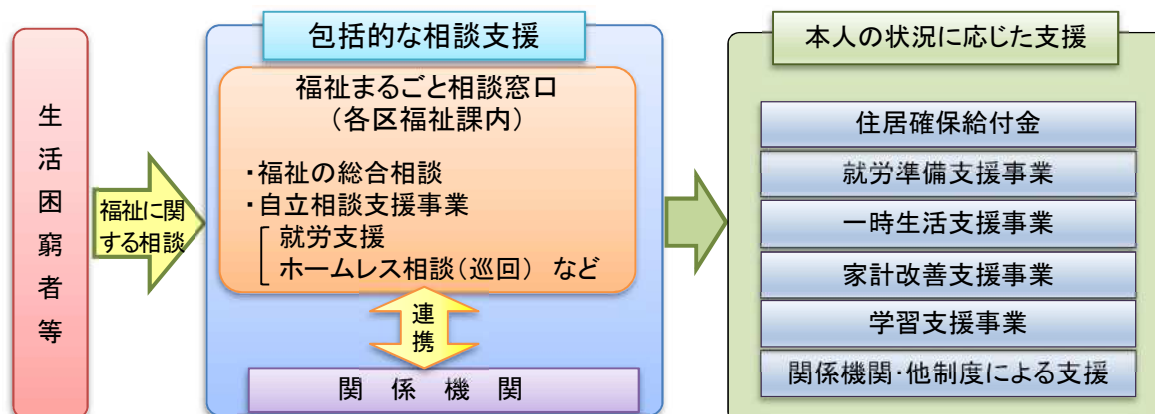 生活困窮者等
福祉に関
する相談
包括的な相談支援
福祉まるごと相談窓口
（各区福祉課内）
・福祉の総合相談
・自立相談支援事業
就労支援
ホームレス相談（巡回）　など
連携
関　係　機　関
本人の状況に応じた支援
住居確保給付金
就労準備支援事業
一時生活支援事業
家計改善支援事業
学習支援事業
関係機関・他制度による支援